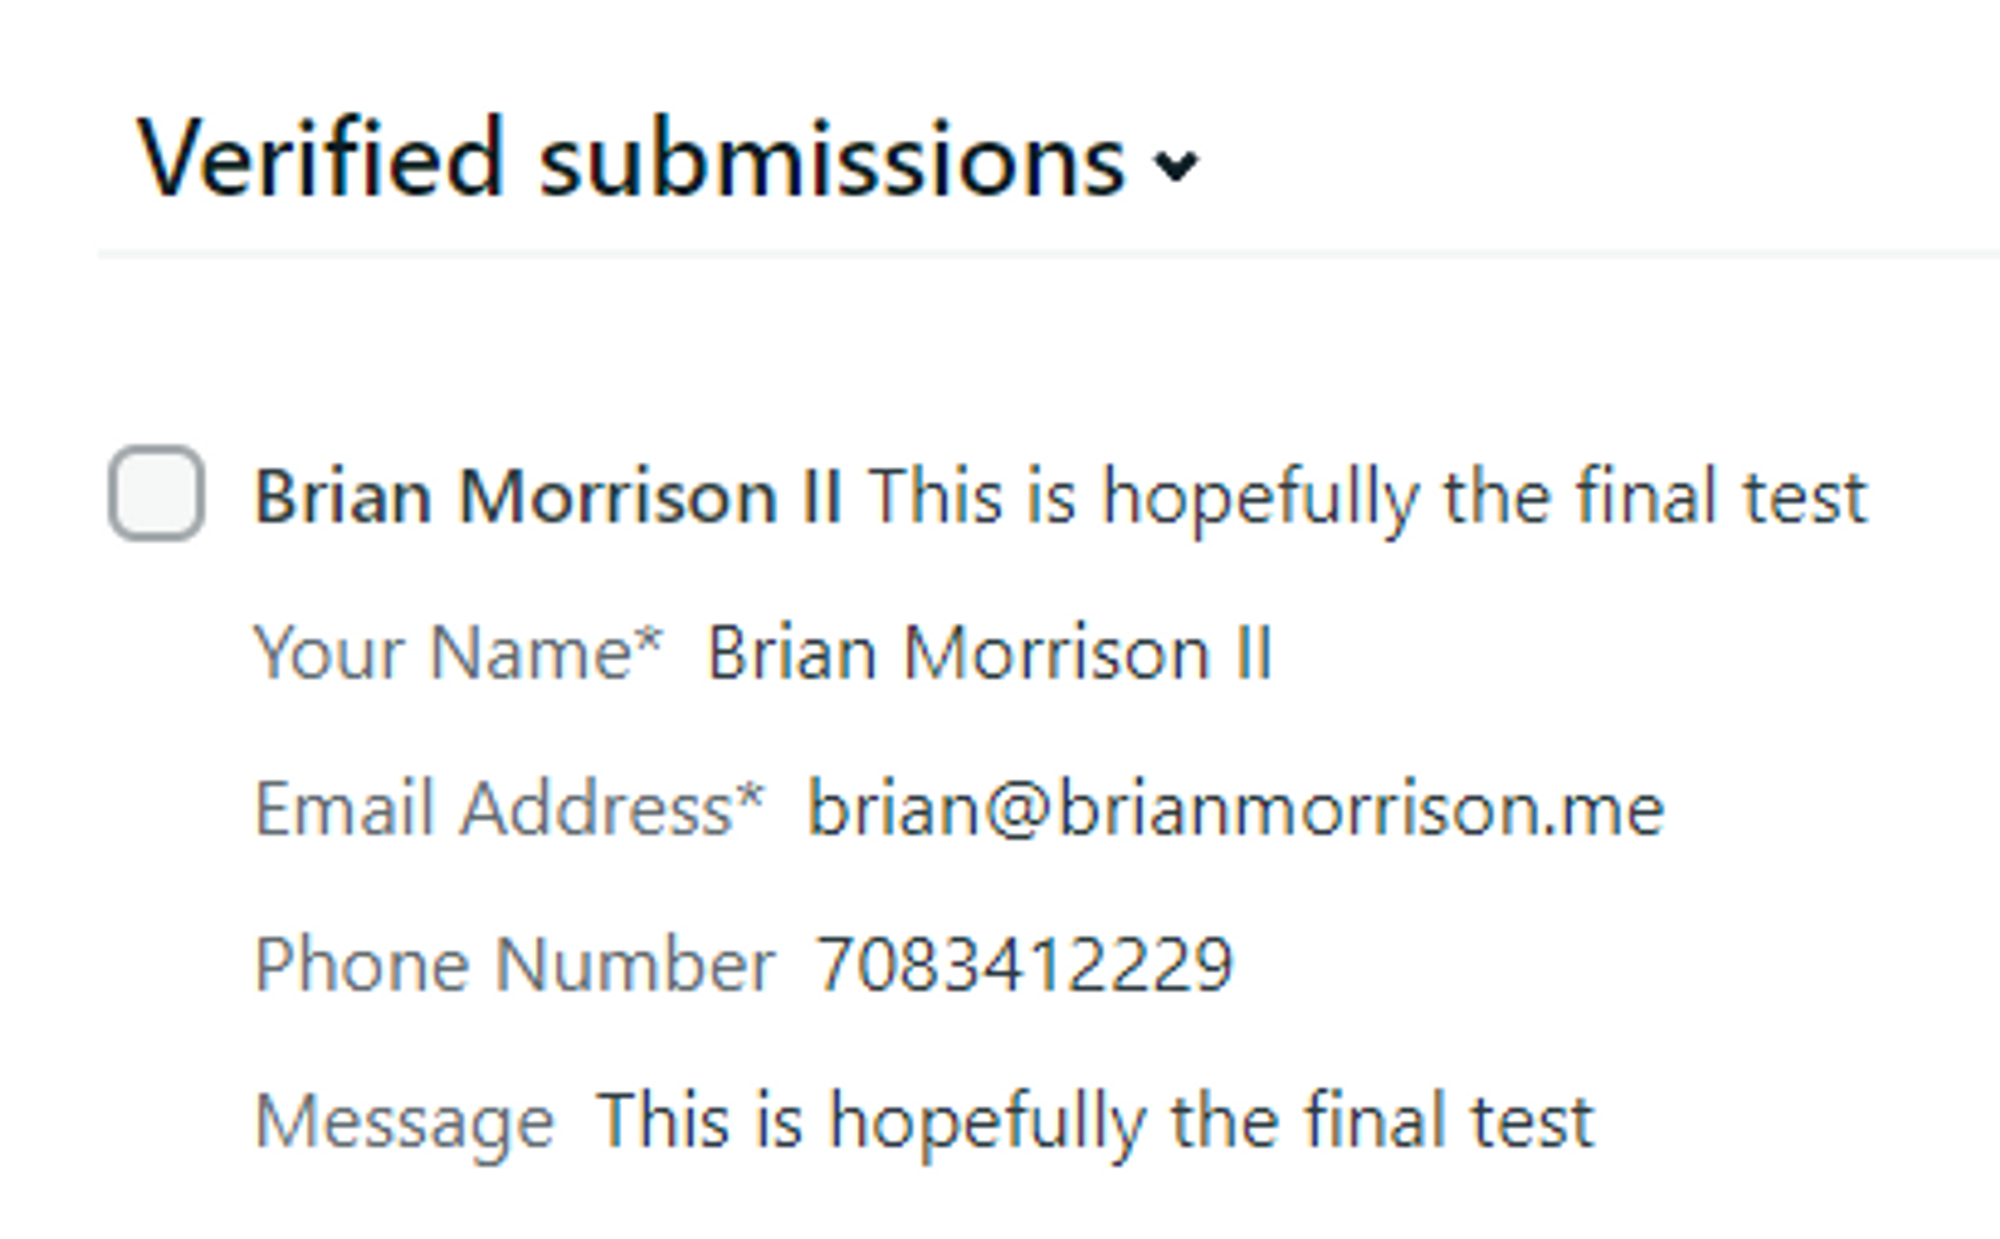 Verified submissions
Brian Morrison II This is hopefully the final test
Your Name* Brian Morrison II
Email Address* brian@brianmorrison.me
Phone Number 7083412229
Message This is hopefully the final test